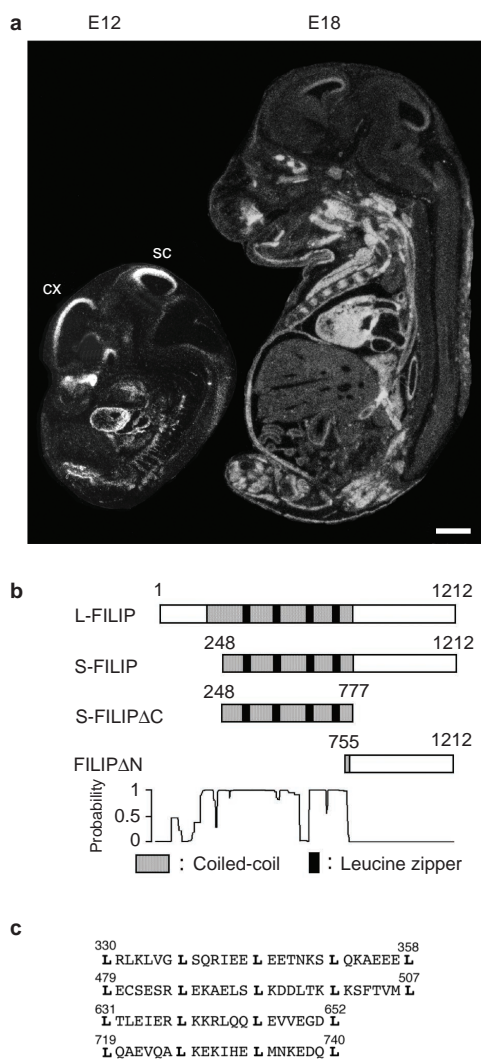 a
E12 E18
sc
cx
b
1 1212
L-FILIP
248 1212
S-FILIP
248 777
S-FILIPΔC
755 1212
FILIPΔN
Probability
1
0.5
0
: Coiled-coil : Leucine zipper
c
330 358
L RLKLVG L SQRIEE L EETNKS L QKAEEE L
479 507
L ECSESR L EKAELS L KDDLTK L KSFTVM L
631 652
L TLEIER L KKRLQQ L EVVEGD L
719 740
L QAEVQA L KEKIHE L MNKEDQ L